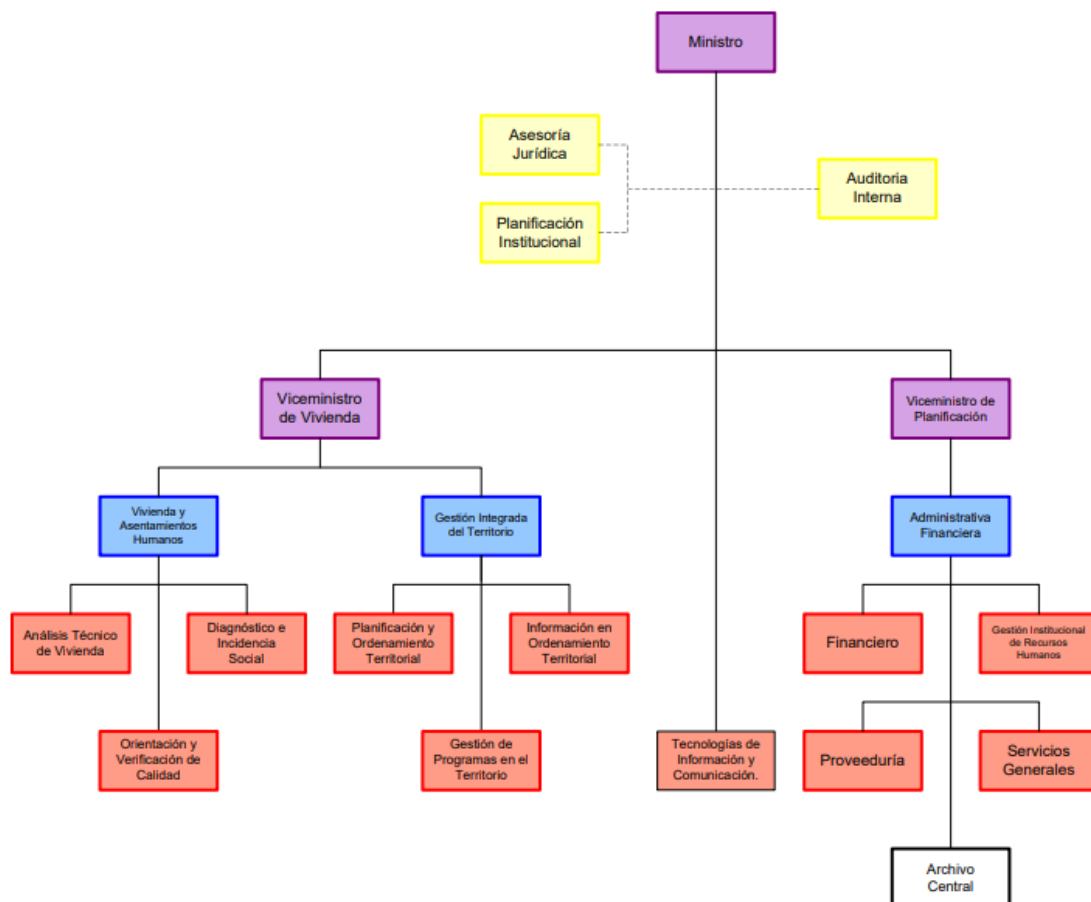 Ministro
Asesoría
Jurídica
Auditoria
Interna
Planificación
Institucional
Viceministro
de Vivienda
Viceministro de
Planificación
Vivienda y
Asentamientos
Humanos
Gestión Integrada
del Territorio
Administrativa
Financiera
Análisis Técnico
de Vivienda
Diagnóstico e
Incidencia
Social
Planificación y
Ordenamiento
Territorial
Información en
Ordenamiento
Territorial
Financiero
Gestión Institucional
de Recursos
Humanos
Orientación y
Verificación de
Calidad
Gestión de
Programas en el
Territorio
Tecnologías de
Información y
Comunicación.
Proveeduría
Servicios
Generales
Archivo
Central